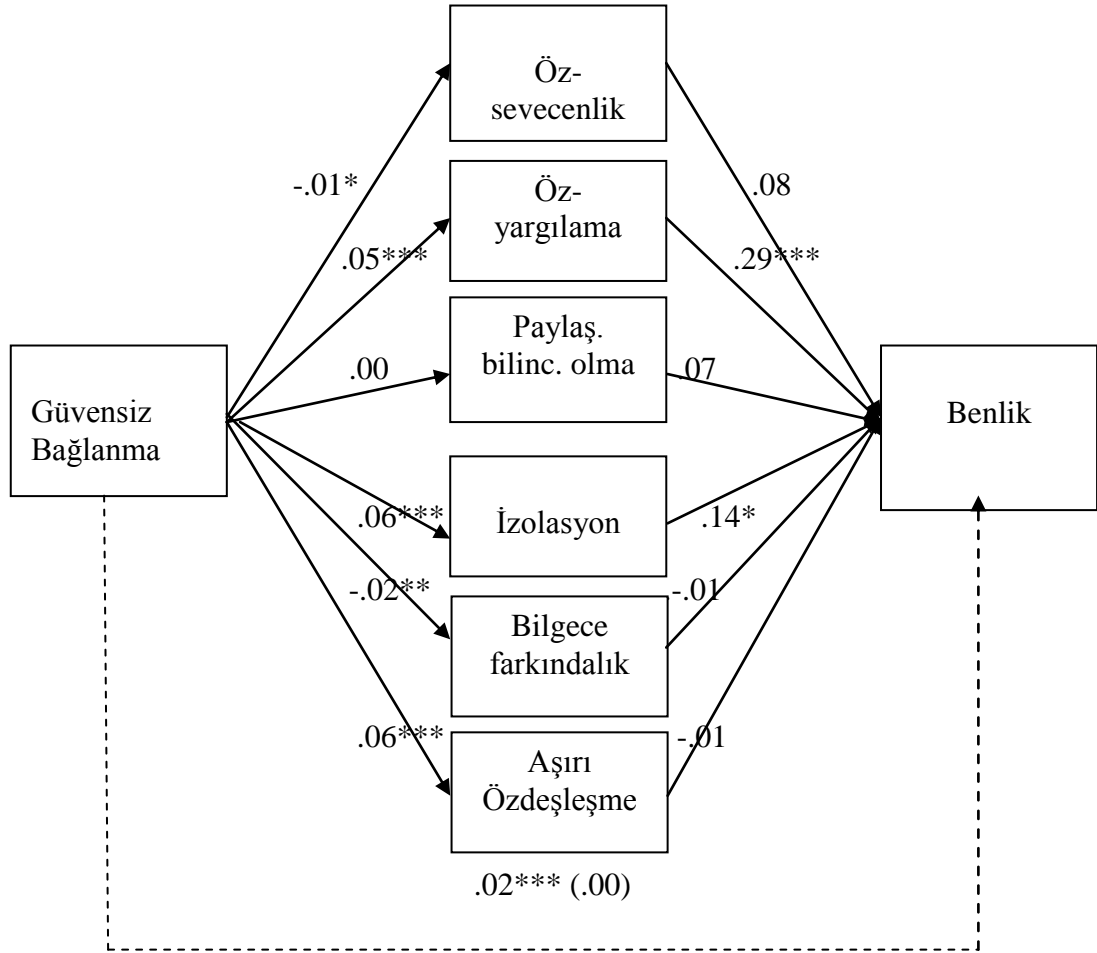 Öz-
sevecenlik
-.01*
.08
Öz-
yargılama
.05***
.29***
Paylaş.
bilinc. olma
.00
.07
Güvensiz
Bağlanma
Benlik
İzolasyon
.06***
.14*
-.02**
-.01
Bilgece
farkındalık
.06***
-.01
Aşırı
Özdeşleşme
.02*** (.00)